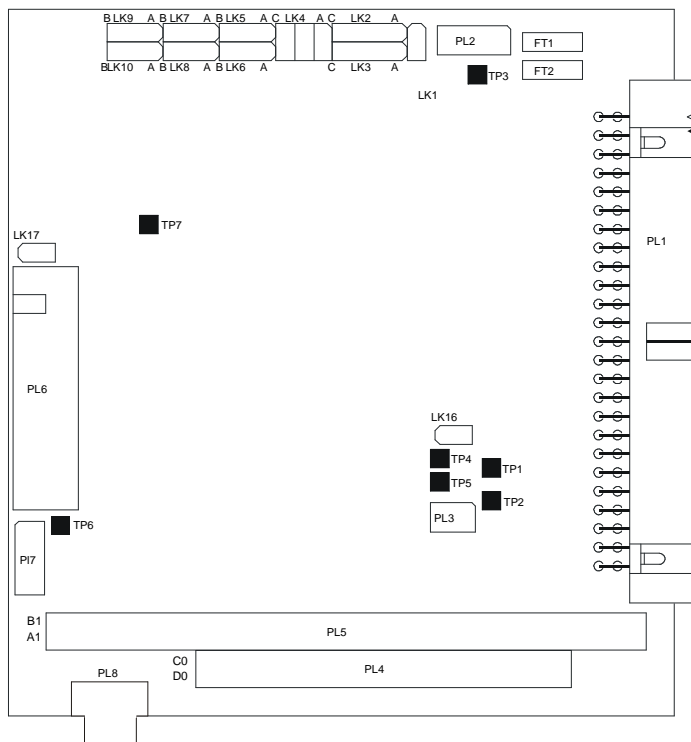 B LK9 A B LK7 A B LK5 A C LK4 A C LK2 A
BLK10 A B LK8 A B LK6 A C LK3 A
PL2
FT1
FT2
TP3
LK1
TP7
LK17
PL1
PL6
LK16
TP4
TP1
TP5
TP2
PL3
TP6
Pl7
B1
A1
PL5
C0
D0
PL4
PL8